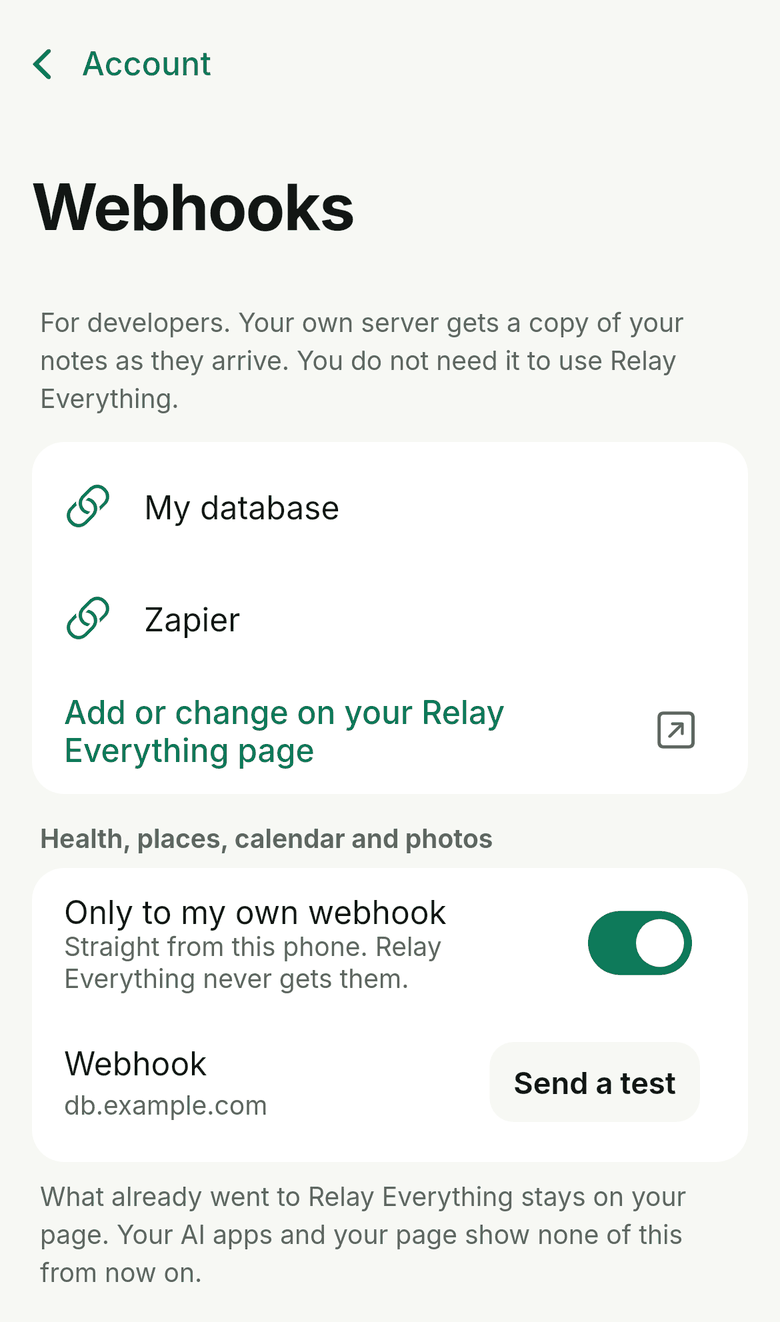 Account
Webhooks
For developers. Your own server gets a copy of your
notes as they arrive. You do not need it to use Relay
Everything.
My database
Zapier
Add or change on your Relay
Everything page
Health, places, calendar and photos
Only to my own webhook
Straight from this phone. Relay
Everything never gets them.
Webhook
db.example.com
Send a test
What already went to Relay Everything stays on your
page. Your AI apps and your page show none of this
from now on.